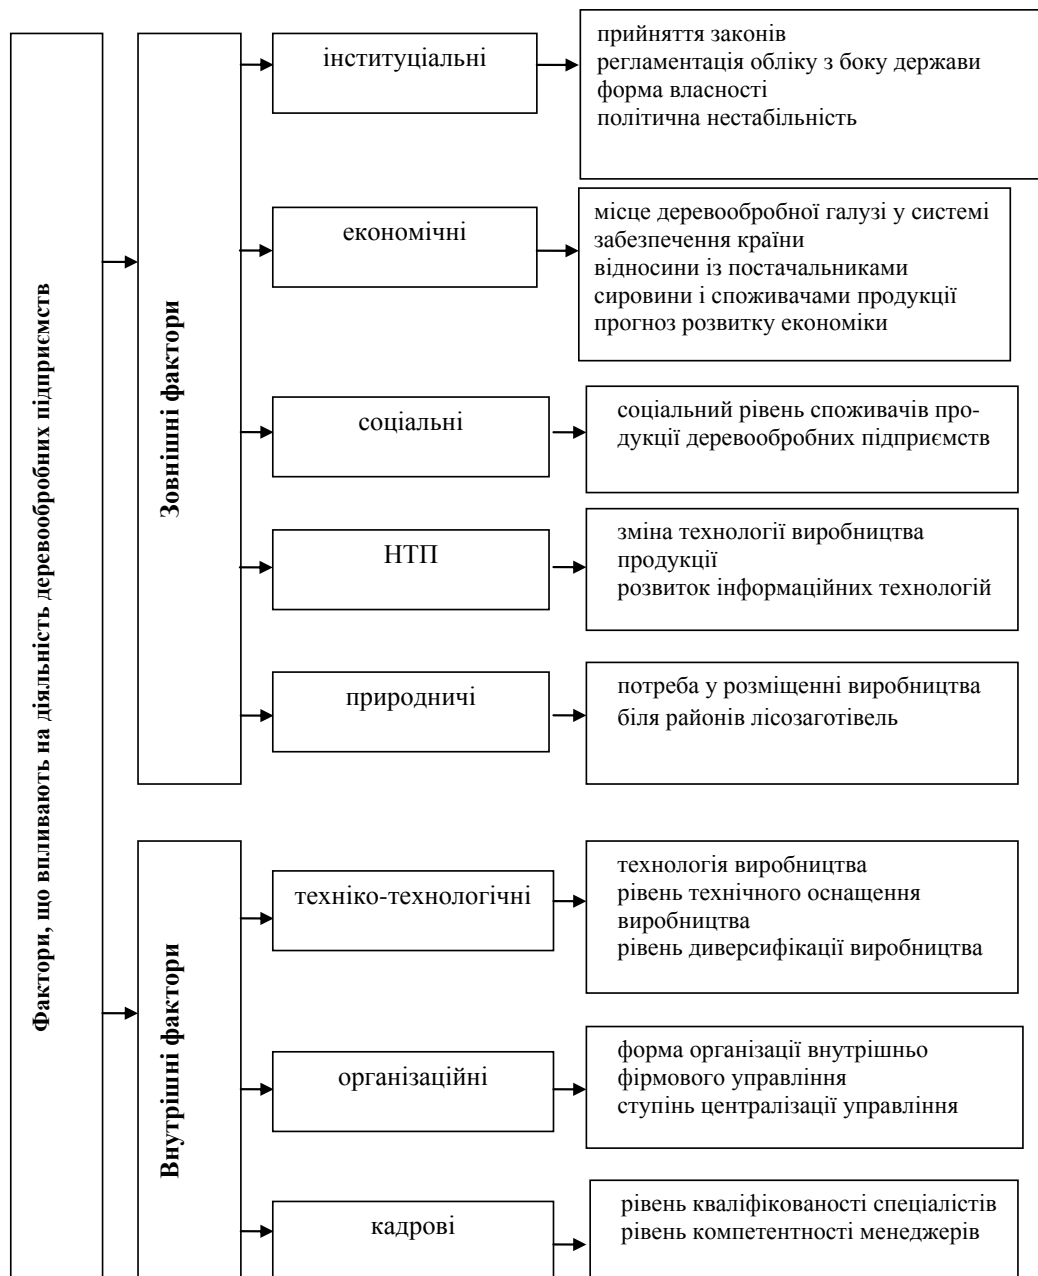 Фактори, що впливають на діяльність деревообробних підприємств
Зовнішні фактори
інституціальні
прийняття законів
регламентація обліку з боку держави
форма власності
політична нестабільність
економічні
місце деревообробної галузі у системі
забезпечення країни
відносини із постачальниками
сировини і споживачами продукції
прогноз розвитку економіки
соціальні
соціальний рівень споживачів про-
дукції деревообробних підприємств
НТП
зміна технології виробництва
продукції
розвиток інформаційних технологій
природничі
потреба у розміщенні виробництва
біля районів лісозаготівель
Внутрішні фактори
техніко-технологічні
технологія виробництва
рівень технічного оснащення
виробництва
рівень диверсифікації виробництва
організаційні
форма організації внутрішньо
фірмового управління
ступінь централізації управління
кадрові
рівень кваліфікованості спеціалістів
рівень компетентності менеджерів